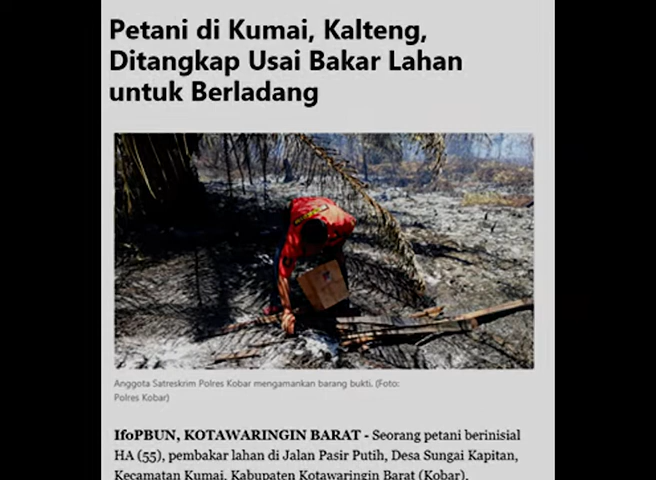 Petani di Kumai, Kalteng,
Ditangkap Usai Bakar Lahan
untuk Berladang
Anggota Satreskrim Polres Kobar mengamankan barang bukti. (Foto:
Polres Kobar)
IfoPBUN, KOTAWARINGIN BARAT - Seorang petani berinisial
HA (55), pembakar lahan di Jalan Pasir Putih, Desa Sungai Kapitan,
Kecamatan Kumai, Kabupaten Kotawaringin Barat (Kobar),